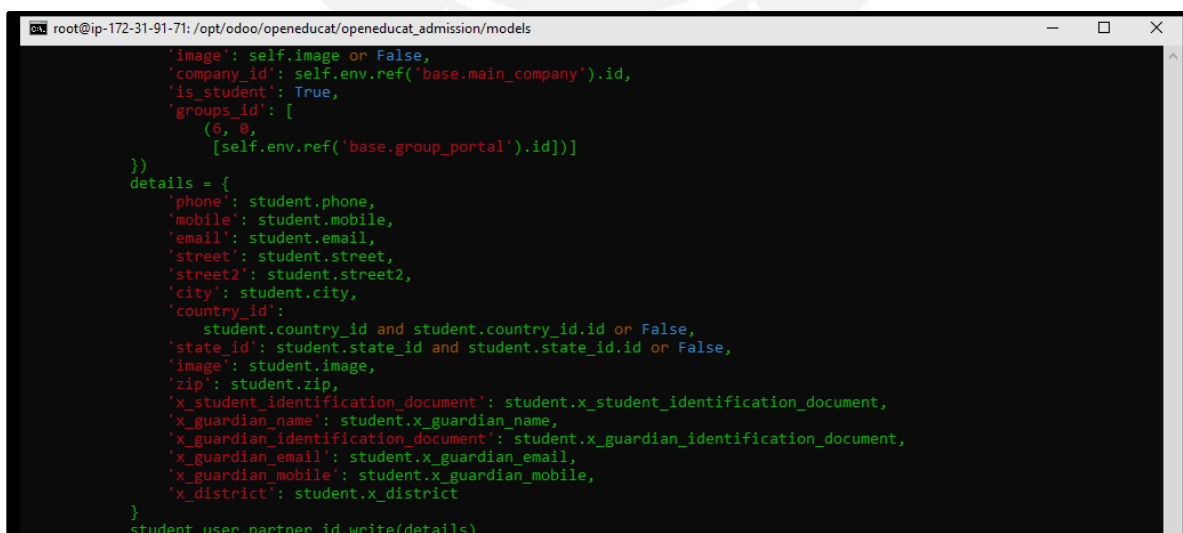 root@ip-172-31-91-71: /opt/odoo/openeducat/openeducat_admission/models
'image': self.image or False,
'company_id': self.env.ref('base.main_company').id,
'is_student': True,
'groups_id': [
(6, 0,
[self.env.ref('base.group_portal').id])]
})
details = {
'phone': student.phone,
'mobile': student.mobile,
'email': student.email,
'street': student.street,
'street2': student.street2,
'city': student.city,
'country_id':
student.country_id and student.country_id.id or False,
'state_id': student.state_id and student.state_id.id or False,
'image': student.image,
'zip': student.zip,
'x_student_identification_document': student.x_student_identification_document,
'x_guardian_name': student.x_guardian_name,
'x_guardian_identification_document': student.x_guardian_identification_document,
'x_guardian_email': student.x_guardian_email,
'x_guardian_mobile': student.x_guardian_mobile,
'x_district': student.x_district
}
student_user.partner_id.write(details)